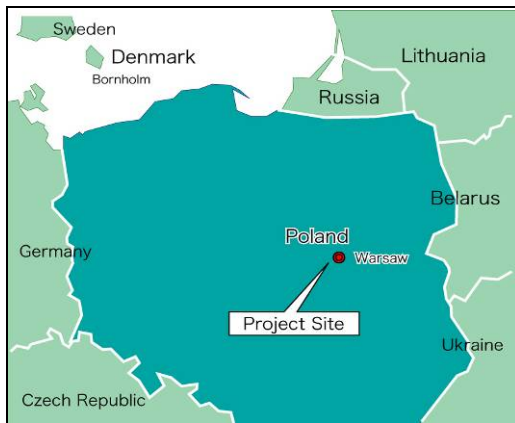 Sweden
Denmark
Bornholm
Lithuania
Russia
Belarus
Germany
Poland
Warsaw
Project Site
Ukraine
Czech Republic